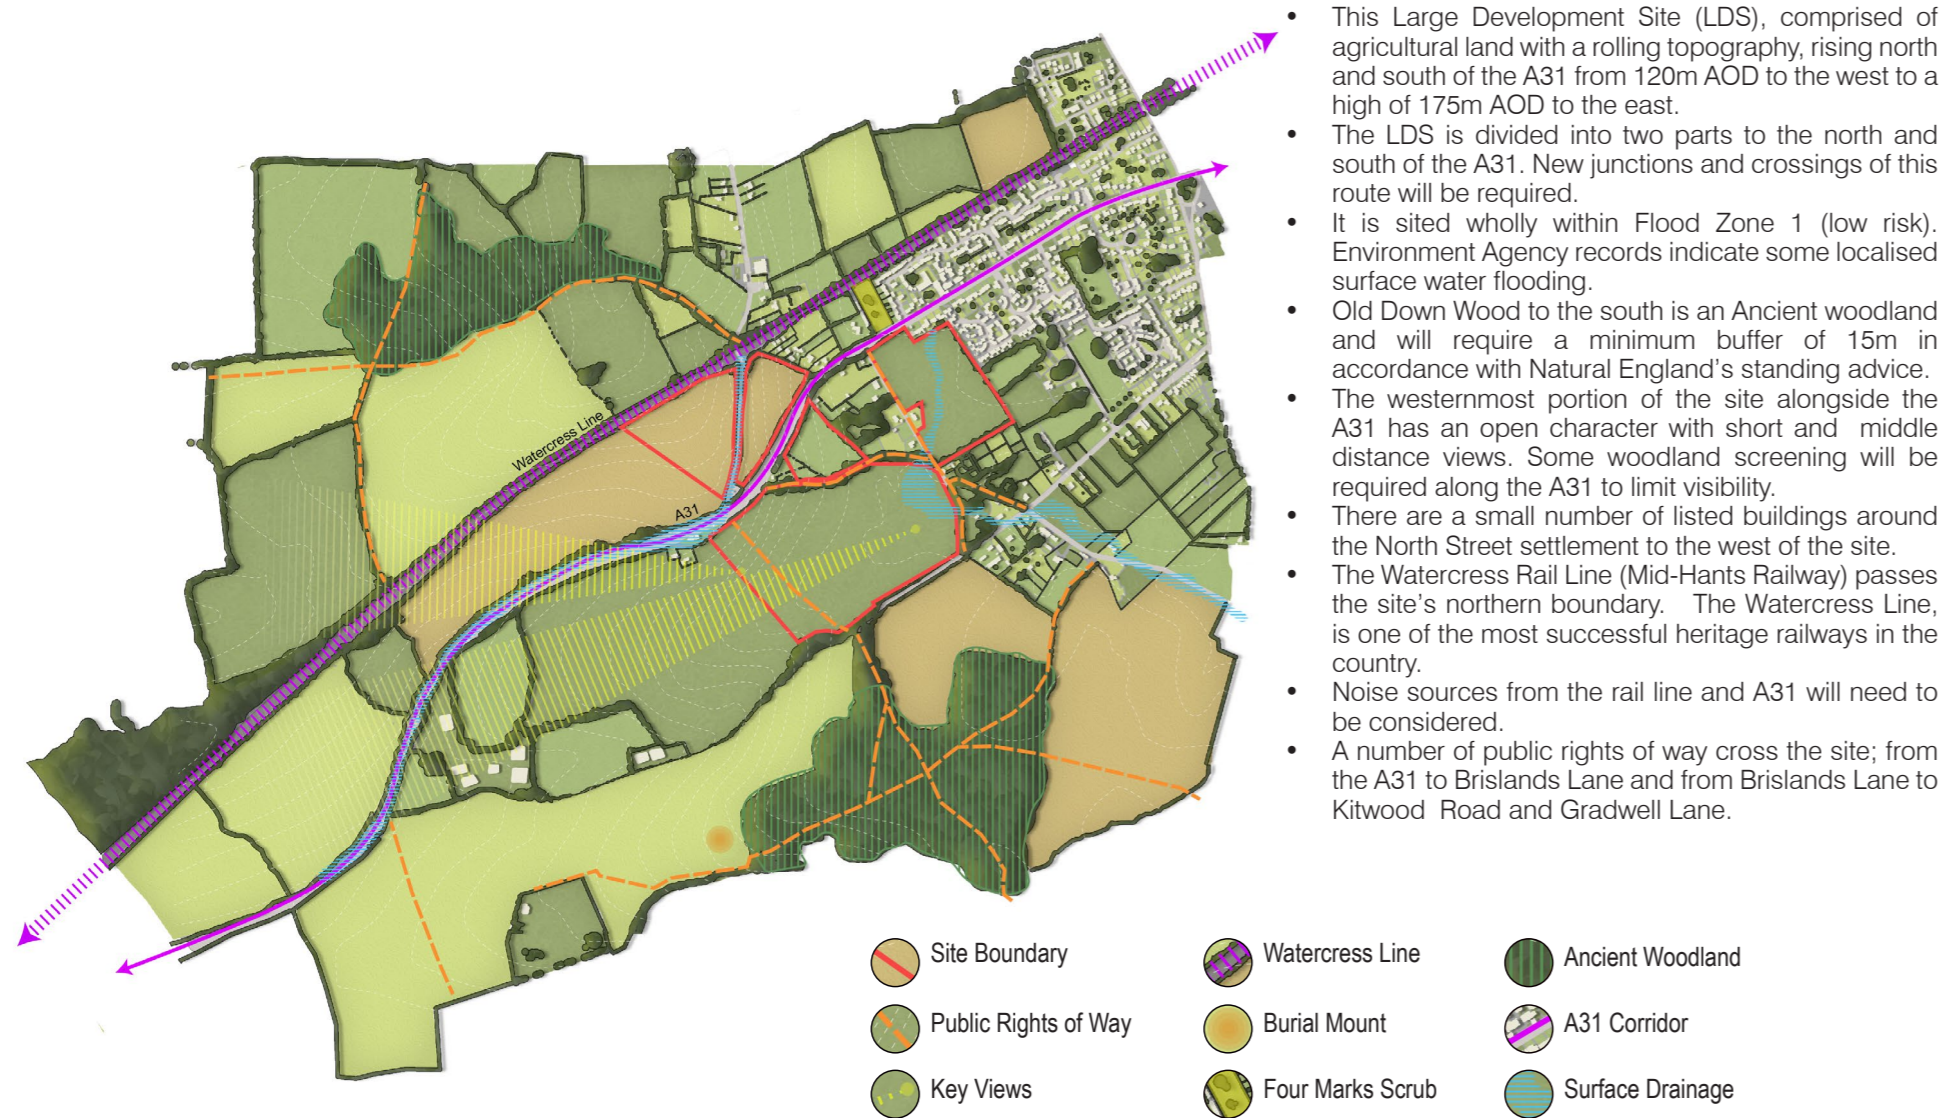 • This Large Development Site (LDS), comprised of
agricultural land with a rolling topography, rising north
and south of the A31 from 120m AOD to the west to a
high of 175m AOD to the east.
• The LDS is divided into two parts to the north and
south of the A31. New junctions and crossings of this
route will be required.
• It is sited wholly within Flood Zone 1 (low risk).
Environment Agency records indicate some localised
surface water flooding.
• Old Down Wood to the south is an Ancient woodland
and will require a minimum buffer of 15m in
accordance with Natural England's standing advice.
• The westernmost portion of the site alongside the
A31 has an open character with short and middle
distance views. Some woodland screening will be
required along the A31 to limit visibility.
• There are a small number of listed buildings around
the North Street settlement to the west of the site.
• The Watercress Rail Line (Mid-Hants Railway) passes
the site's northern boundary. The Watercress Line,
is one of the most successful heritage railways in the
country.
• Noise sources from the rail line and A31 will need to
be considered.
• A number of public rights of way cross the site; from
the A31 to Brislands Lane and from Brislands Lane to
Kitwood Road and Gradwell Lane.
Watercress Line
A31
Site Boundary
Watercress Line
Ancient Woodland
Public Rights of Way
Burial Mount
A31 Corridor
Key Views
Four Marks Scrub
Surface Drainage